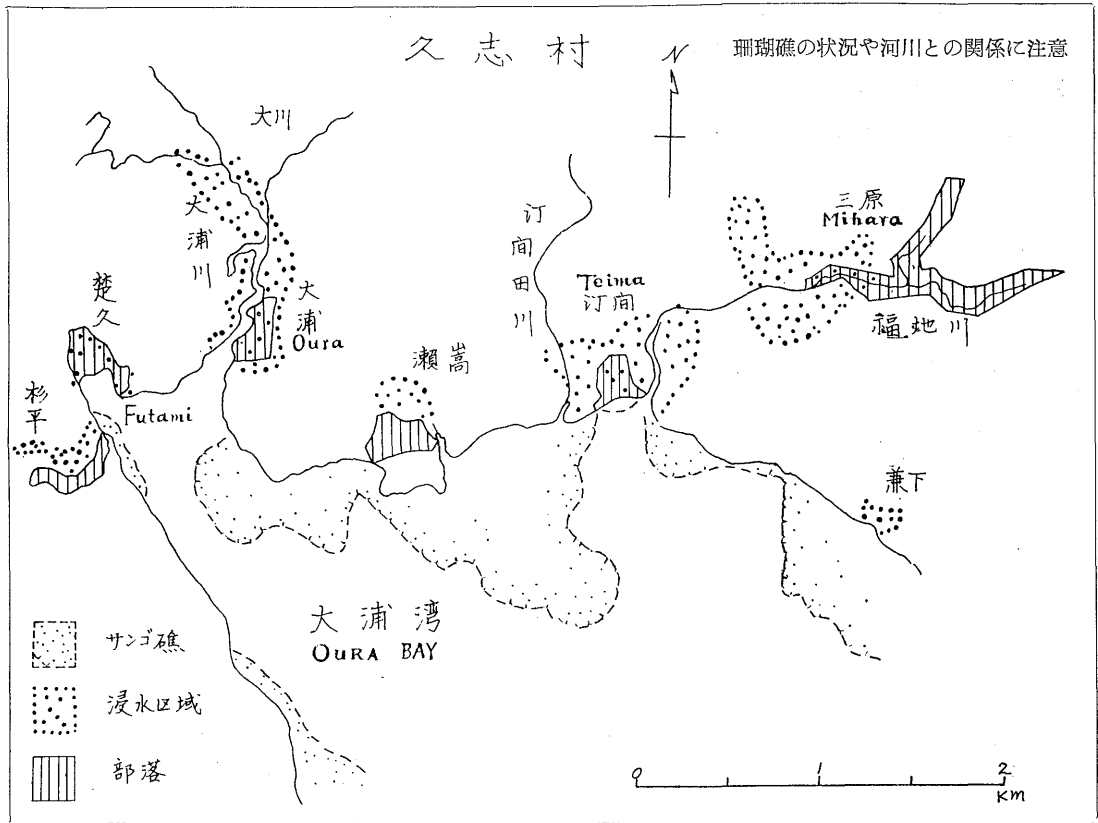 久志村
N
珊瑚礁の状況や河川との関係に注意
大川
大浦川
楚久
杉平
Futami
大浦
Oura
瀬嵩
汀間田川
Teima
汀間
三原
Mihara
福地川
兼下
大浦湾
OURA BAY
サンゴ礁
浸水区域
部落
0 1 2
KM